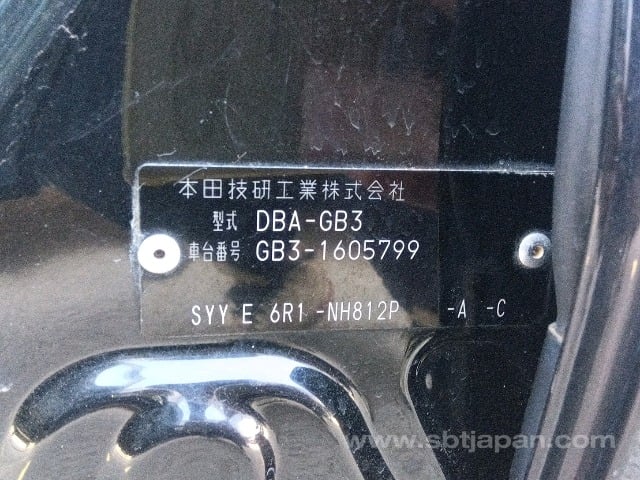 本田技研工業株式会社
型式 DBA-GB3
車台番号 GB3-1605799
SYY E 6R1 -NH812P -A -C
www.sbtjapan.com